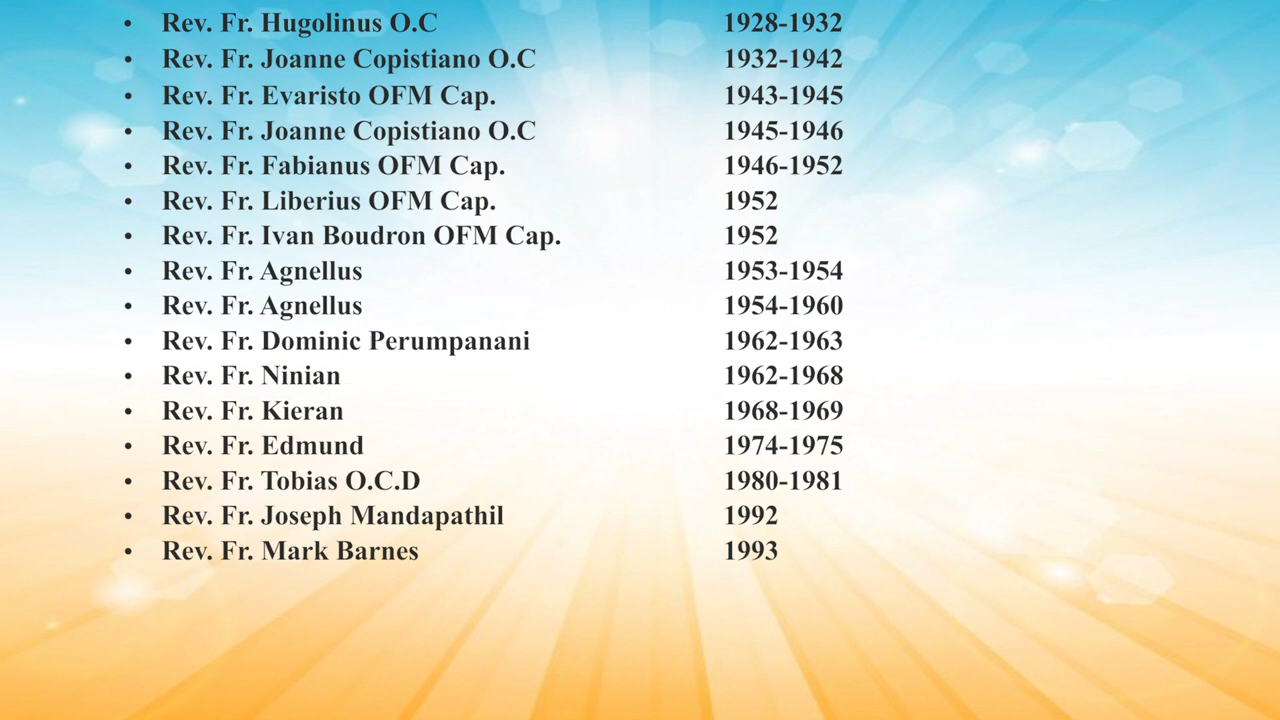 • Rev. Fr. Hugolinus O.C 1928-1932
• Rev. Fr. Joanne Copistiano O.C 1932-1942
• Rev. Fr. Evaristo OFM Cap. 1943-1945
• Rev. Fr. Joanne Copistiano O.C 1945-1946
• Rev. Fr. Fabianus OFM Cap. 1946-1952
• Rev. Fr. Liberius OFM Cap. 1952
• Rev. Fr. Ivan Boudron OFM Cap. 1952
• Rev. Fr. Agnellus 1953-1954
• Rev. Fr. Agnellus 1954-1960
• Rev. Fr. Dominic Perumpanani 1962-1963
• Rev. Fr. Ninian 1962-1968
• Rev. Fr. Kieran 1968-1969
• Rev. Fr. Edmund 1974-1975
• Rev. Fr. Tobias O.C.D 1980-1981
• Rev. Fr. Joseph Mandapathil 1992
• Rev. Fr. Mark Barnes 1993